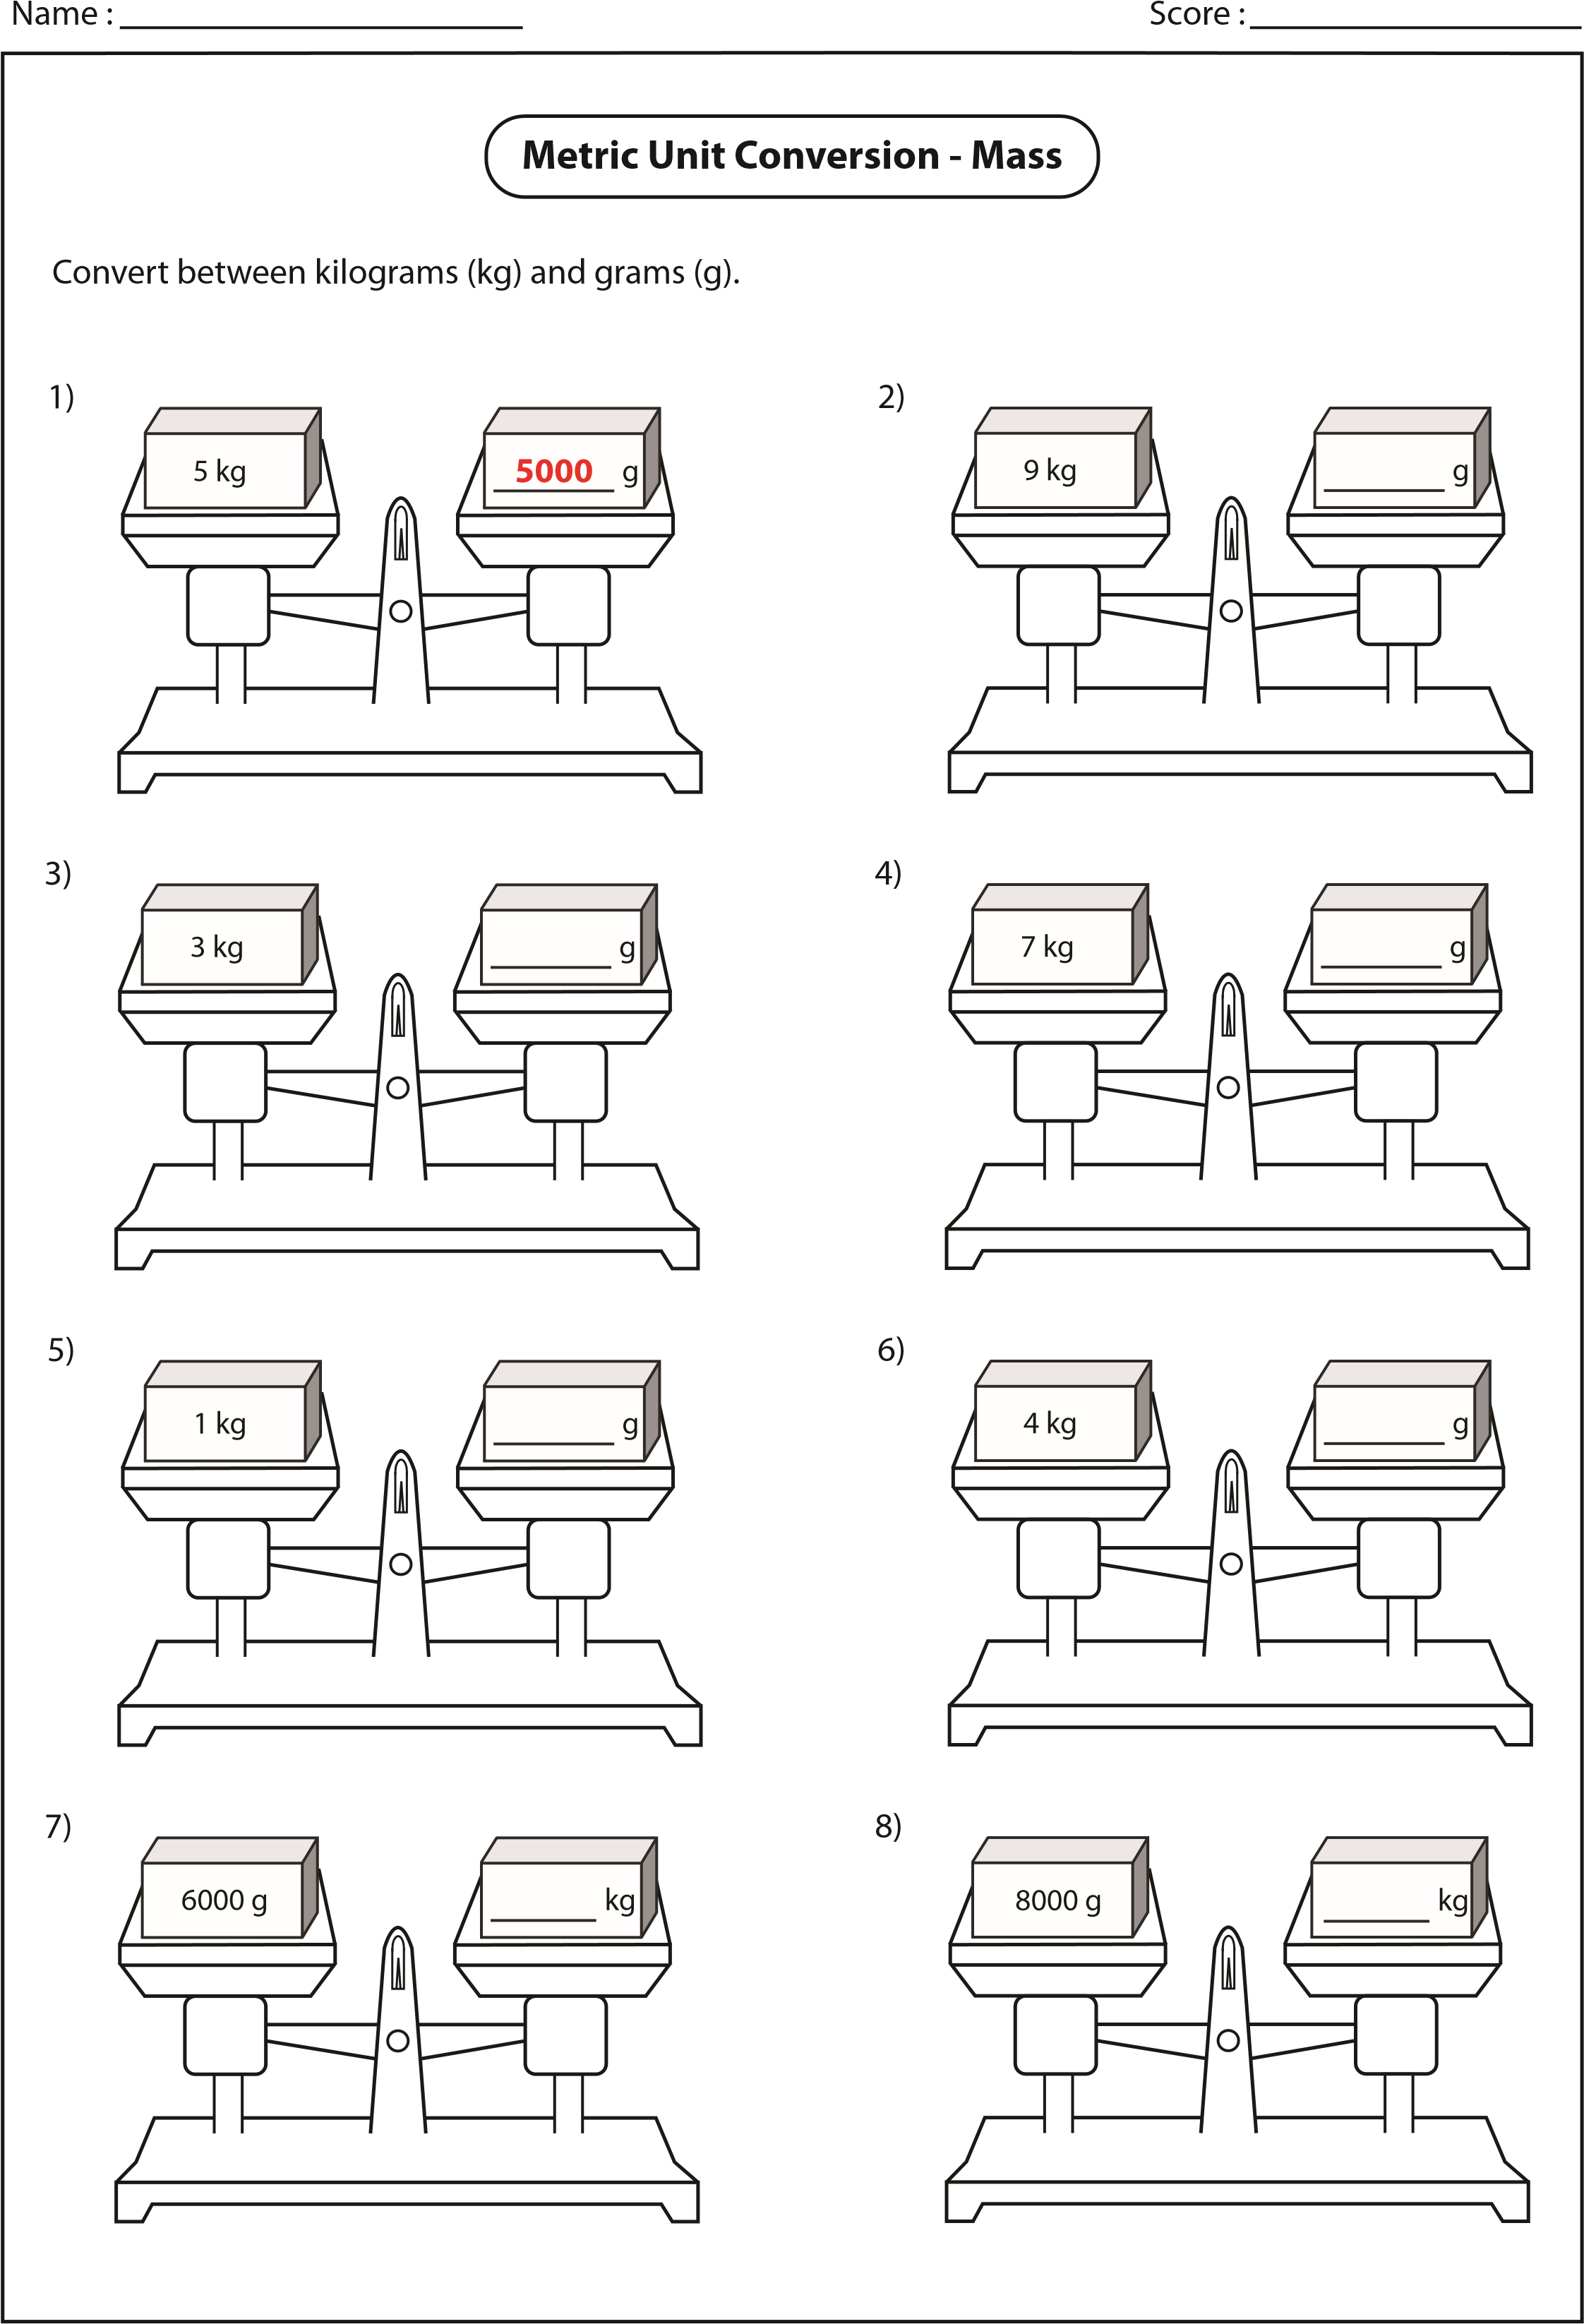 Name : Score :
Metric Unit Conversion - Mass
Convert between kilograms (kg) and grams (g).
1) 5 kg 5000 g
2) 9 kg g
3) 3 kg g
4) 7 kg g
5) 1 kg g
6) 4 kg g
7) 6000 g kg
8) 8000 g kg